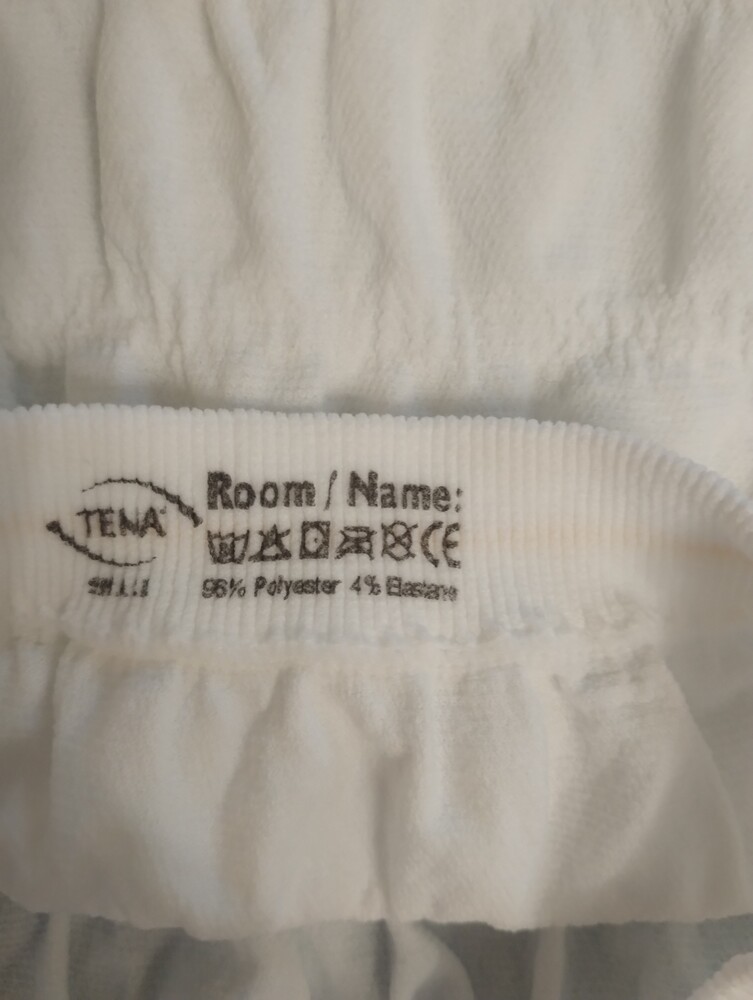 TENA
Room / Name:
CE
96% Polyester 4% Elastane